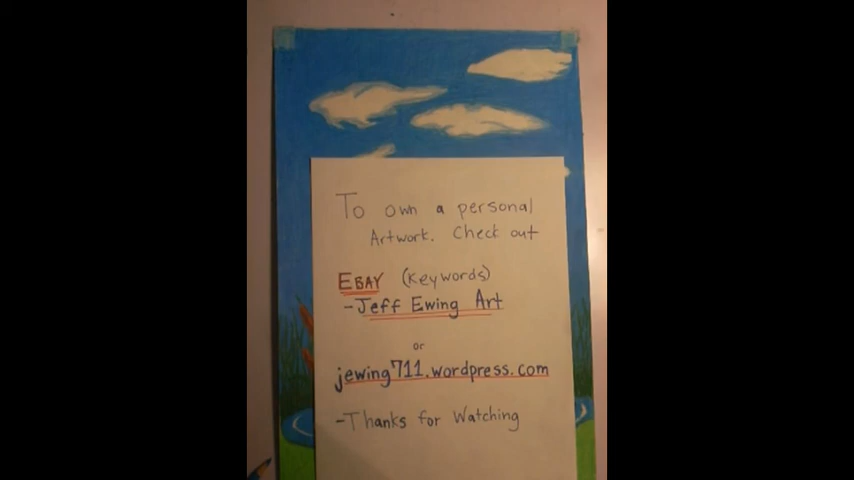 To own a personal
Artwork. Check out
EBAY (Keywords)
-Jeff Ewing Art
or
jewing711.wordpress.com
-Thanks for Watching